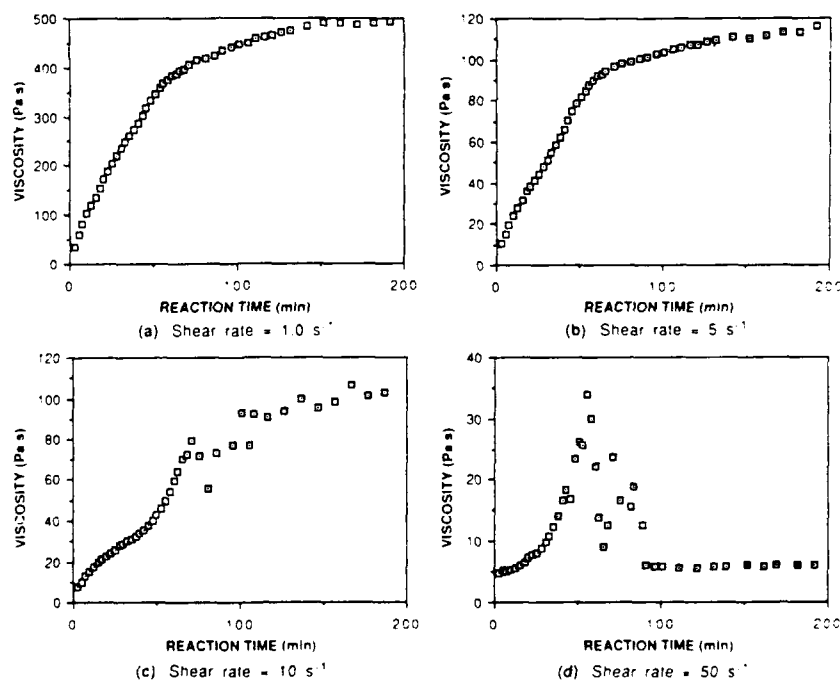 500
400
300
200
100
0
VISCOSITY (Pa s)
0 100 200
REACTION TIME (min)
(a) Shear rate = 1.0 s⁻¹
120
100
80
60
40
20
0
VISCOSITY (Pa s)
0 100 200
REACTION TIME (min)
(b) Shear rate = 5 s⁻¹
120
100
80
60
40
20
0
VISCOSITY (Pa s)
0 100 200
REACTION TIME (min)
(c) Shear rate = 10 s⁻¹
40
30
20
10
0
VISCOSITY (Pa s)
0 100 200
REACTION TIME (min)
(d) Shear rate = 50 s⁻¹